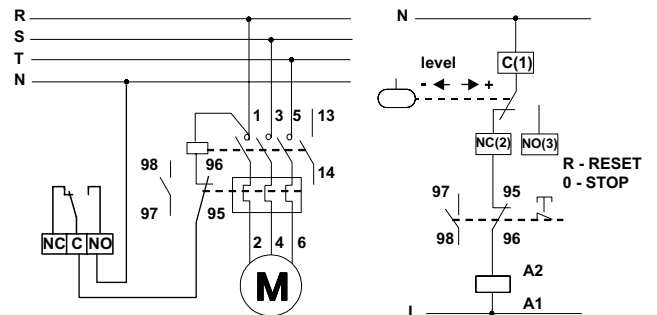 R
S
T
N
1 3 5 13
98 96 14
97 95
NC C NO
2 4 6
M
N
C(1)
level
- +
NC(2) NO(3)
R - RESET
0 - STOP
97 95
98 96
A2
A1
L